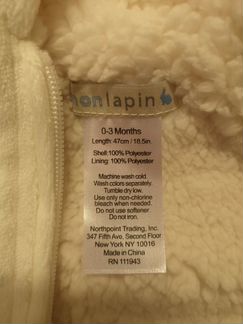 lapin
0-3 Months
Length: 47cm / 18.5in.
Shell:100% Polyester
Lining: 100% Polyester
Machine wash cold.
Wash colors separately.
Tumble dry low.
Use only non-chlorine
bleach when needed.
Do not use softener.
Do not iron.
Northpoint Trading, Inc.
347 Fifth Ave. Second Floor
New York NY 10016
Made in China
RN 111943